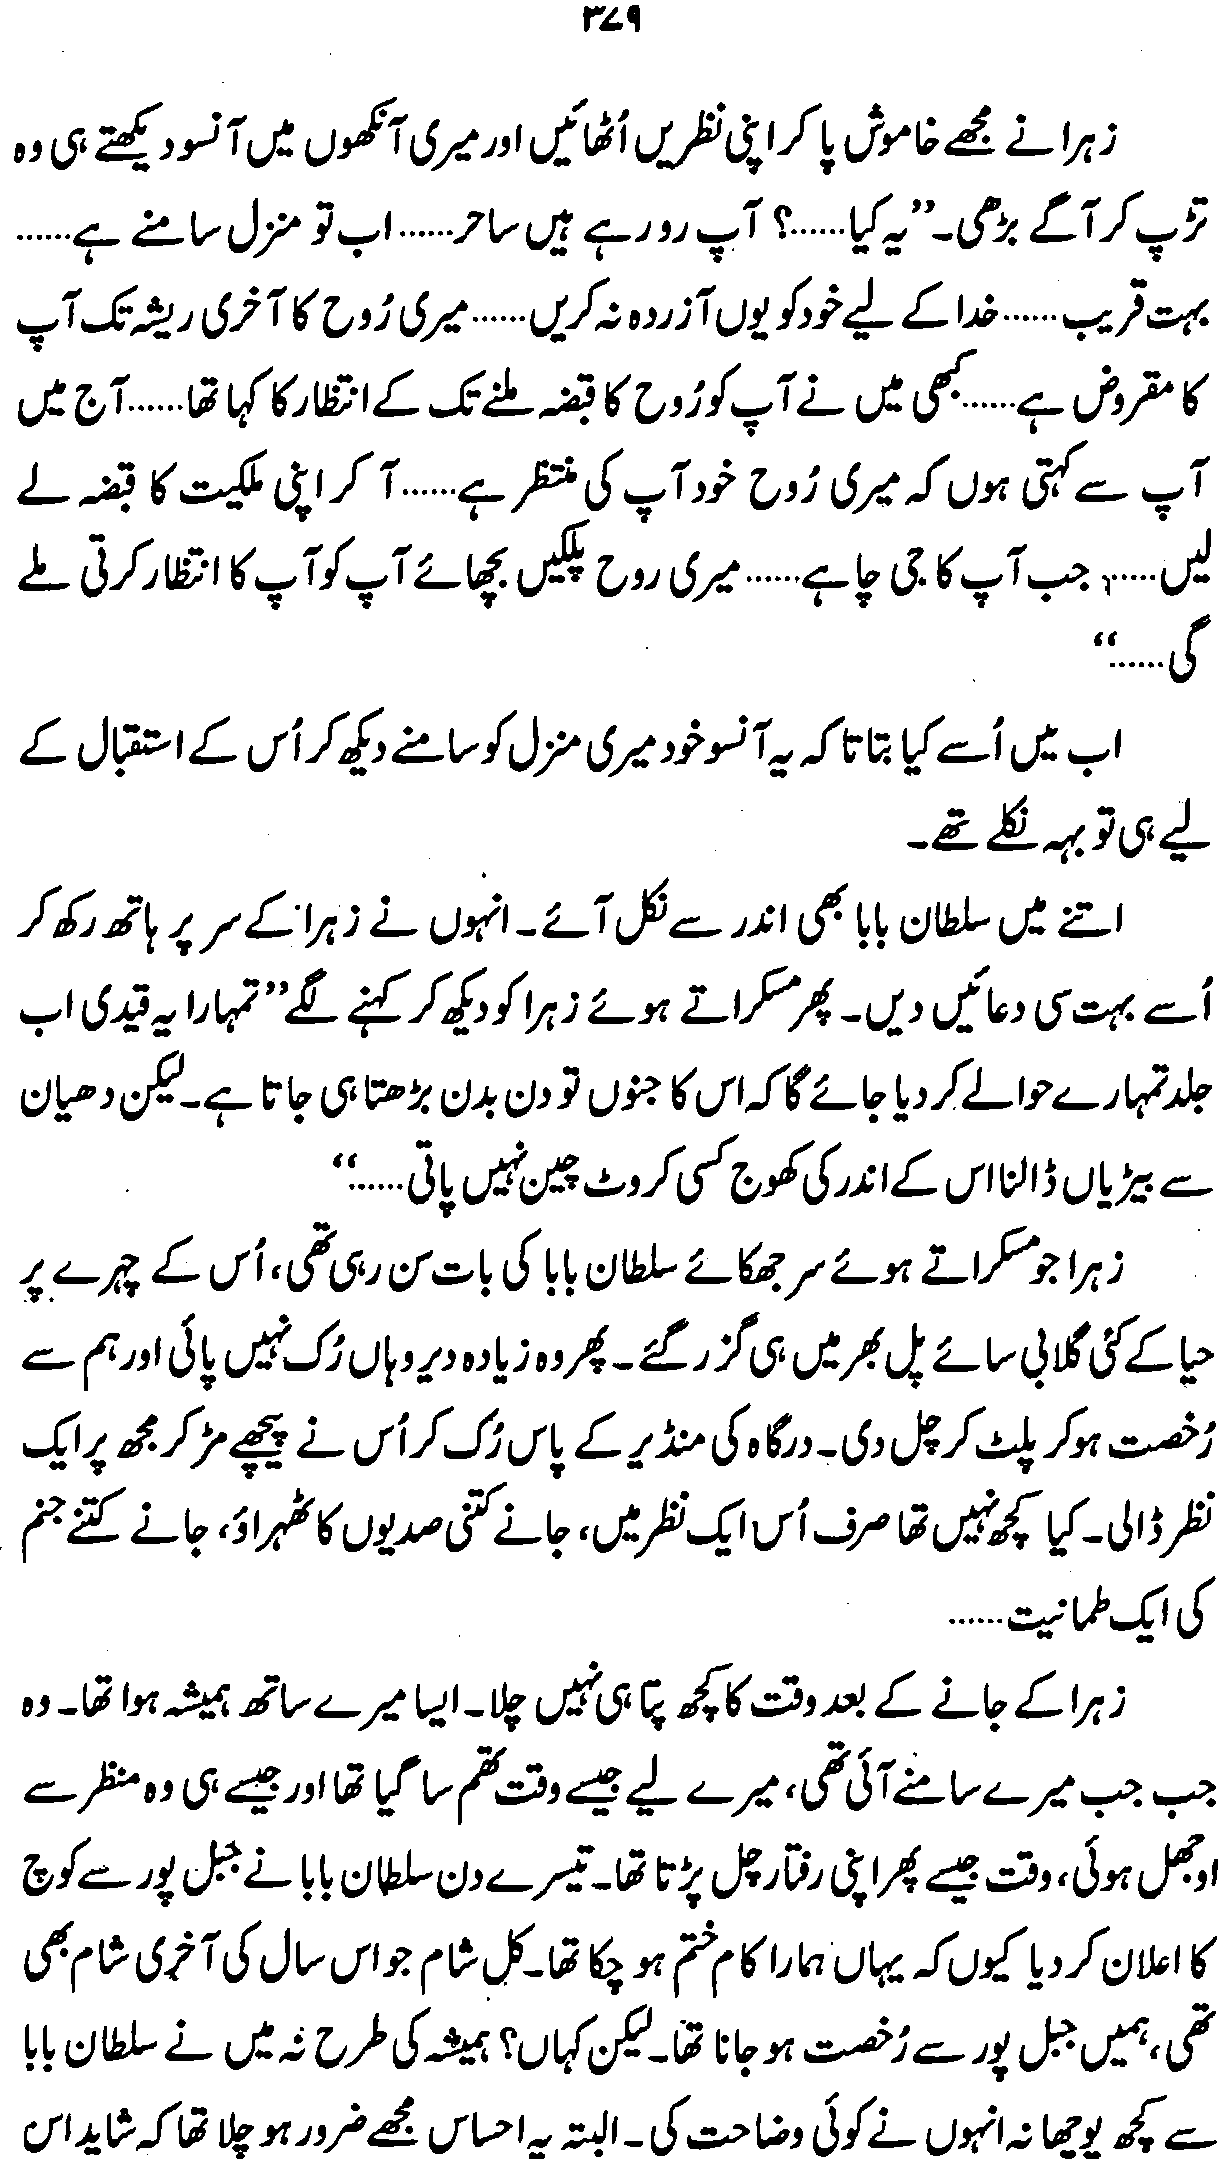 ۳۷۹
زہرا نے مجھے خاموش پا کر اپنی نظریں اُٹھائیں اور میری آنکھوں میں آنسو دیکھتے ہی وہ
تڑپ کر آگے بڑھی۔ ”یہ کیا......؟ آپ رو رہے ہیں ساحر...... اب تو منزل سامنے ہے......
بہت قریب...... خدا کے لیے خود کو یوں آزردہ نہ کریں...... میری رُوح کا آخری ریشہ تک آپ
کا مقروض ہے...... کبھی میں نے آپ کو رُوح کا قبضہ ملنے تک کے انتظار کا کہا تھا...... آج میں
آپ سے کہتی ہوں کہ میری رُوح خود آپ کی منتظر ہے...... آ کر اپنی ملکیت کا قبضہ لے
لیں...... جب آپ کا جی چاہے...... میری روح پلکیں بچھائے آپ کو آپ کا انتظار کرتی ملے
گی......“
اب میں اُسے کیا بتاتا کہ یہ آنسو خود میری منزل کو سامنے دیکھ کر اُس کے استقبال کے
لیے ہی تو بہہ نکلے تھے۔
اتنے میں سلطان بابا بھی اندر سے نکل آئے۔ انہوں نے زہرا کے سر پر ہاتھ رکھ کر
اُسے بہت سی دعائیں دیں۔ پھر مسکراتے ہوئے زہرا کو دیکھ کر کہنے لگے ”تمہارا یہ قیدی اب
جلد تمہارے حوالے کر دیا جائے گا کہ اس کا جنوں تو دن بدن بڑھتا ہی جاتا ہے۔ لیکن دھیان
سے بیڑیاں ڈالنا اس کے اندر کی کھوج کسی کروٹ چین نہیں پاتی......“
زہرا جو مسکراتے ہوئے سر جھکائے سلطان بابا کی بات سن رہی تھی، اُس کے چہرے پر
حیا کے کئی گلابی سائے پل بھر میں ہی گزر گئے۔ پھر وہ زیادہ دیر وہاں رُک نہیں پائی اور ہم سے
رُخصت ہو کر پلٹ کر چل دی۔ درگاہ کی منڈیر کے پاس رُک کر اُس نے پیچھے مڑ کر مجھ پر ایک
نظر ڈالی۔ کیا کچھ نہیں تھا صرف اُس ایک نظر میں، جانے کتنی صدیوں کا ٹھہراؤ، جانے کتنے جنم
کی ایک طمانیت......
زہرا کے جانے کے بعد وقت کا کچھ پتا ہی نہیں چلا۔ ایسا میرے ساتھ ہمیشہ ہوا تھا۔ وہ
جب جب میرے سامنے آئی تھی، میرے لیے جیسے وقت تھم سا گیا تھا اور جیسے ہی وہ منظر سے
اوجھل ہوئی، وقت جیسے پھر اپنی رفتار چل پڑتا تھا۔ تیسرے دن سلطان بابا نے جبل پور سے کوچ
کا اعلان کر دیا کیوں کہ یہاں ہمارا کام ختم ہو چکا تھا۔ کل شام جو اس سال کی آخری شام بھی
تھی، ہمیں جبل پور سے رُخصت ہو جانا تھا۔ لیکن کہاں؟ ہمیشہ کی طرح نہ میں نے سلطان بابا
سے کچھ پوچھا نہ انہوں نے کوئی وضاحت کی۔ البتہ یہ احساس مجھے ضرور ہو چلا تھا کہ شاید اس